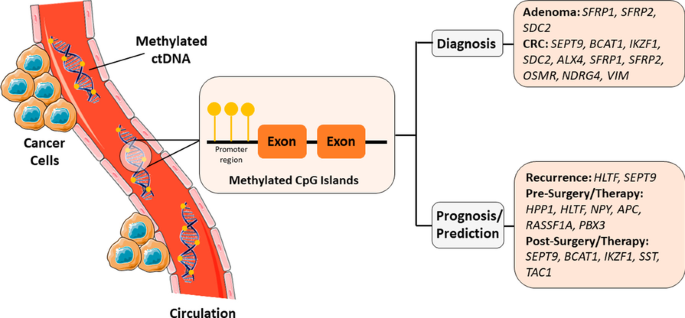 Methylated
ctDNA
Cancer
Cells
Circulation
Promoter
region
Exon
Exon
Methylated CpG Islands
Diagnosis
Adenoma: SFRP1, SFRP2,
SDC2
CRC: SEPT9, BCAT1, IKZF1,
SDC2, ALX4, SFRP1, SFRP2,
OSMR, NDRG4, VIM
Prognosis/
Prediction
Recurrence: HLTF, SEPT9
Pre-Surgery/Therapy:
HPP1, HLTF, NPY, APC,
RASSF1A, PBX3
Post-Surgery/Therapy:
SEPT9, BCAT1, IKZF1, SST,
TAC1